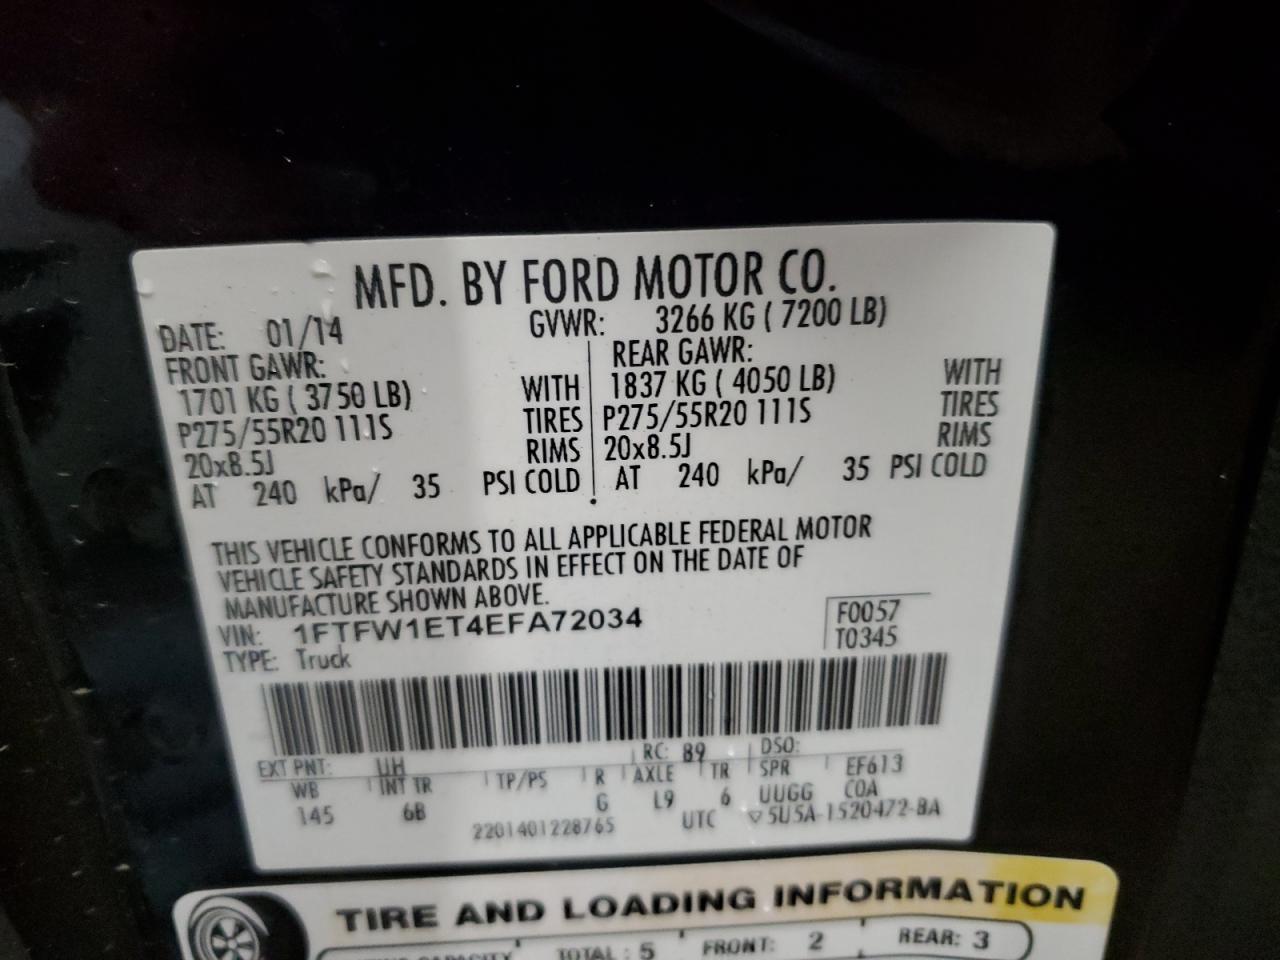 MFD. BY FORD MOTOR CO.
DATE: 01/14 GVWR: 3266 KG ( 7200 LB)
FRONT GAWR: REAR GAWR:
1701 KG ( 3750 LB) WITH 1837 KG ( 4050 LB) WITH
P275/55R20 111S TIRES P275/55R20 111S TIRES
20x8.5J RIMS 20x8.5J RIMS
AT 240 kPa/ 35 PSI COLD AT 240 kPa/ 35 PSI COLD
THIS VEHICLE CONFORMS TO ALL APPLICABLE FEDERAL MOTOR
VEHICLE SAFETY STANDARDS IN EFFECT ON THE DATE OF
MANUFACTURE SHOWN ABOVE.
VIN: 1FTFW1ET4EFA72034 F0057
TYPE: Truck T0345
EXT PNT: UH RC: 89 DSO:
WB INT TR TP/PS R AXLE TR SPR EF613
145 6B G L9 6 UUGG COA
2201401228765 UTC ▽5U5A-1520472-BA
TIRE AND LOADING INFORMATION
CAPACITY TOTAL : 5 FRONT: 2 REAR: 3